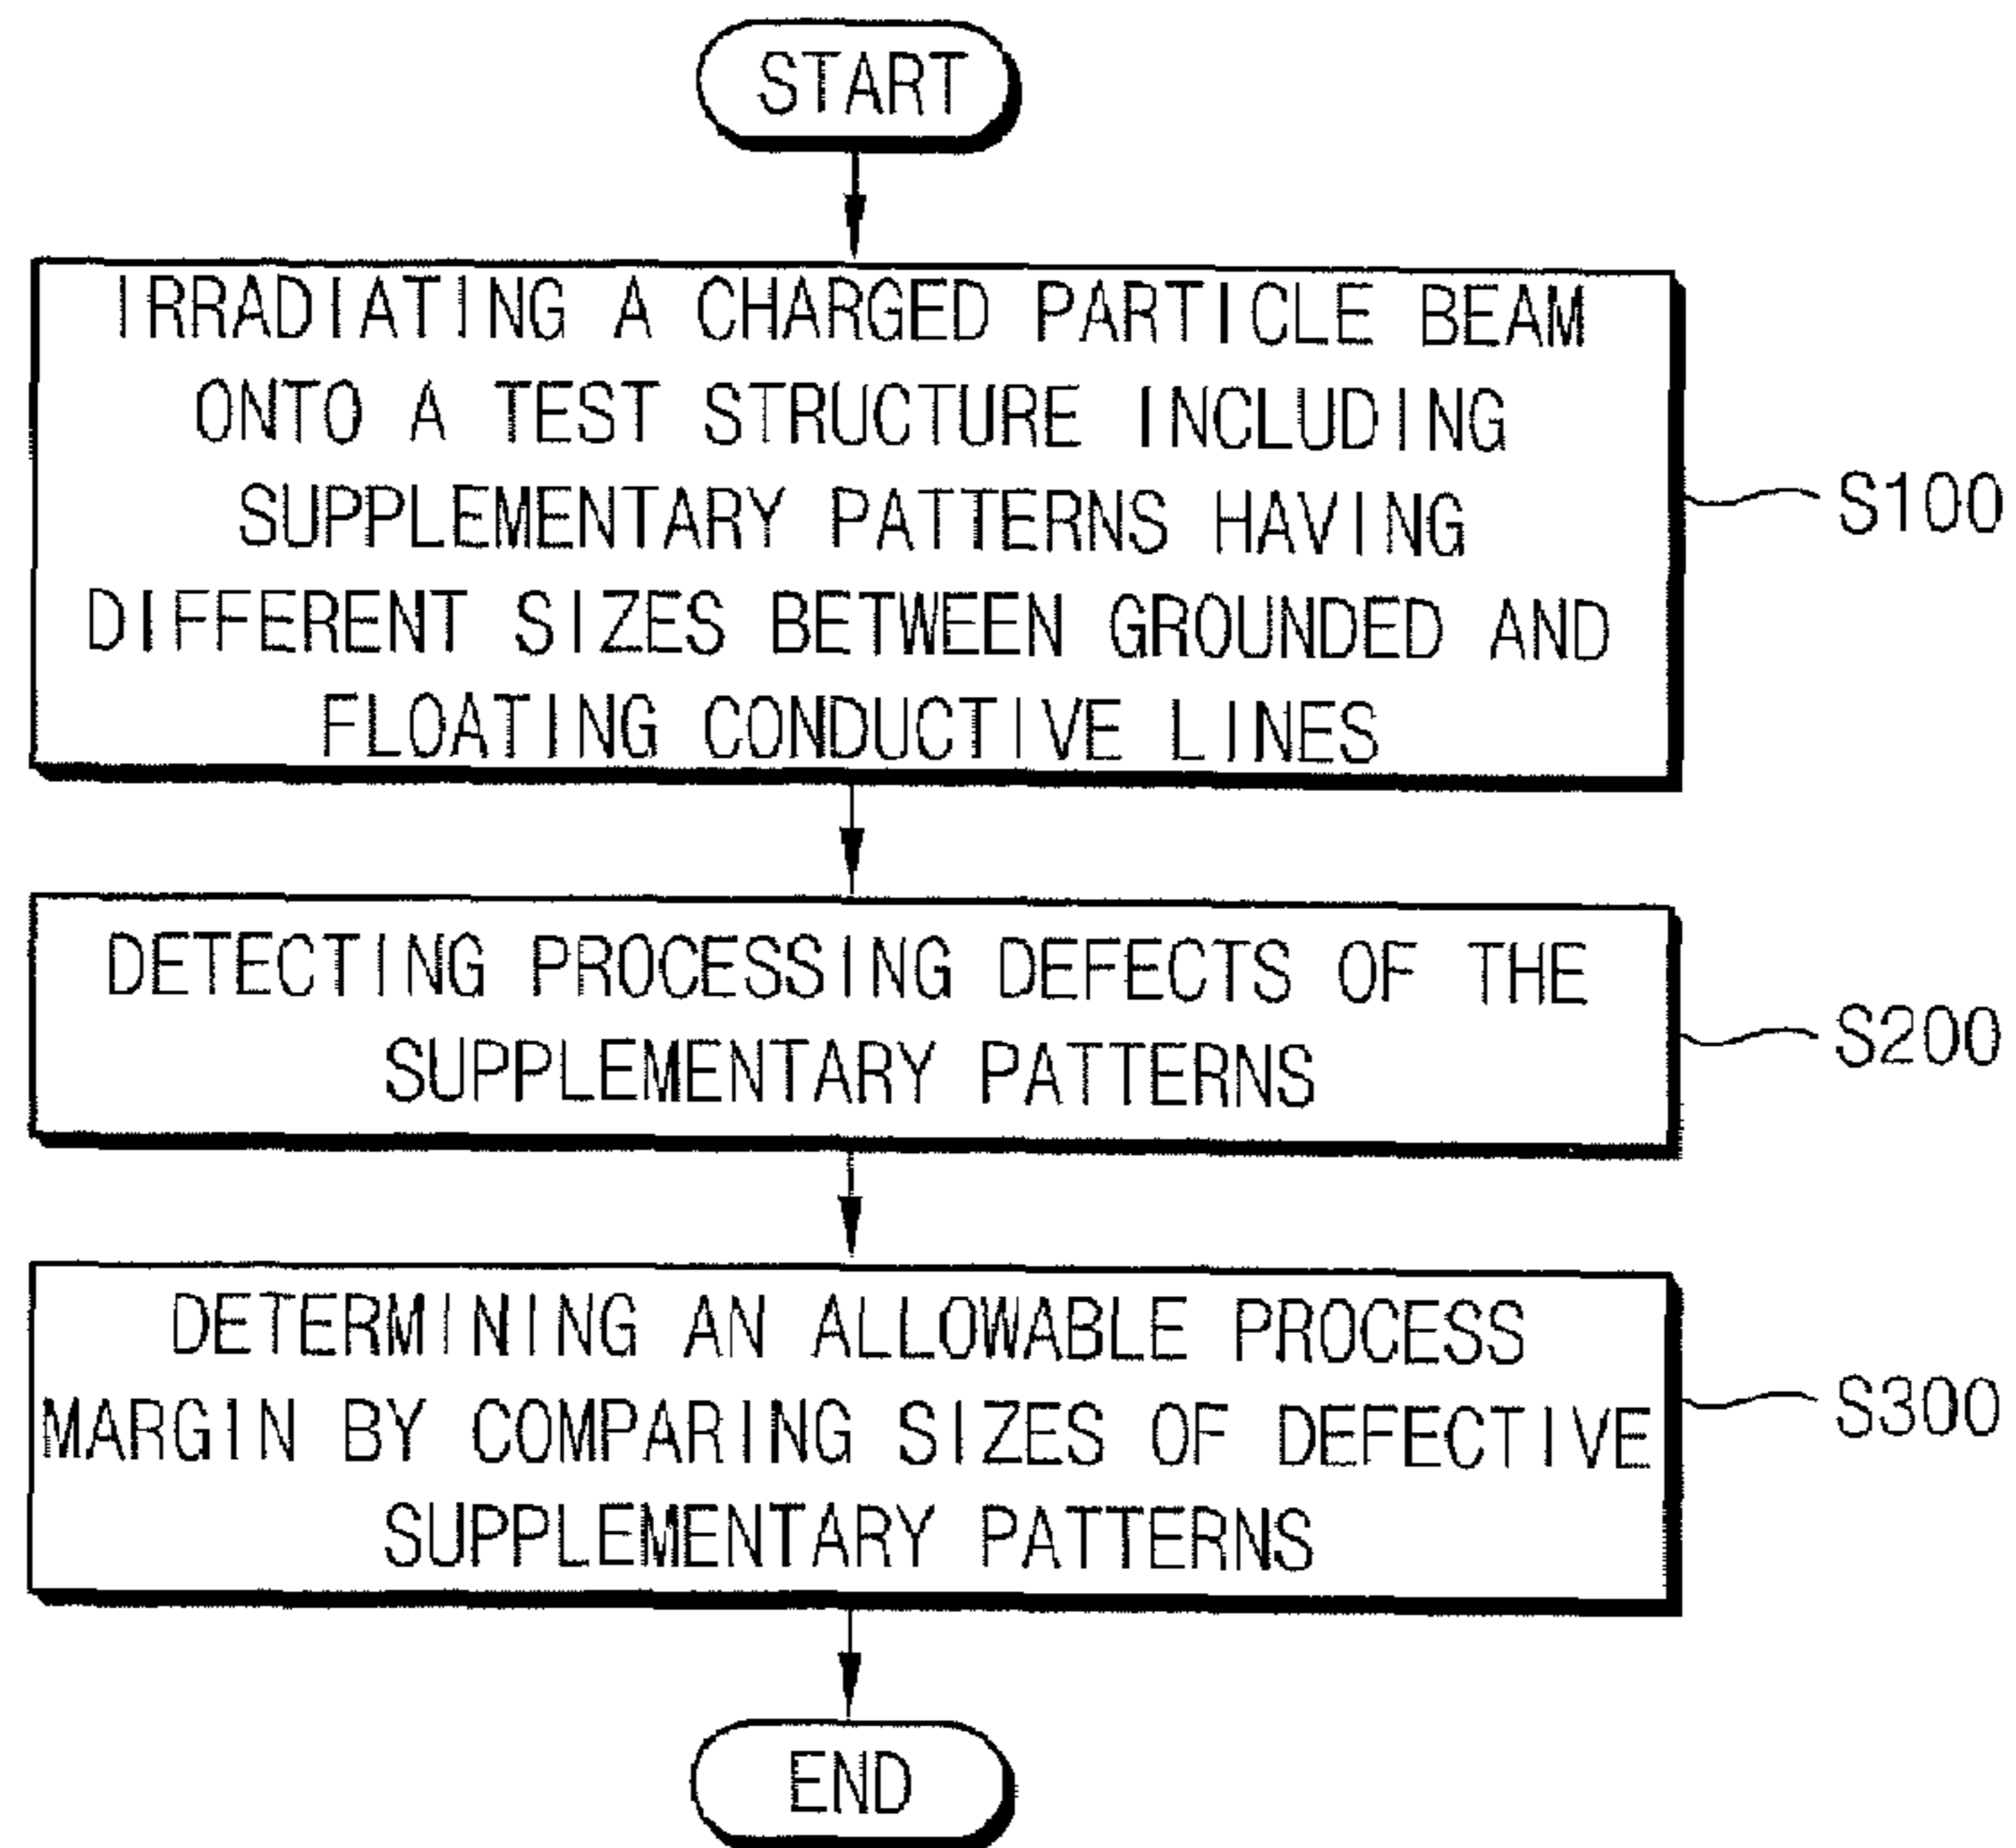 START
IRRADIATING A CHARGED PARTICLE BEAM
ONTO A TEST STRUCTURE INCLUDING
SUPPLEMENTARY PATTERNS HAVING
DIFFERENT SIZES BETWEEN GROUNDED AND
FLOATING CONDUCTIVE LINES
S100
DETECTING PROCESSING DEFECTS OF THE
SUPPLEMENTARY PATTERNS
S200
DETERMINING AN ALLOWABLE PROCESS
MARGIN BY COMPARING SIZES OF DEFECTIVE
SUPPLEMENTARY PATTERNS
S300
END